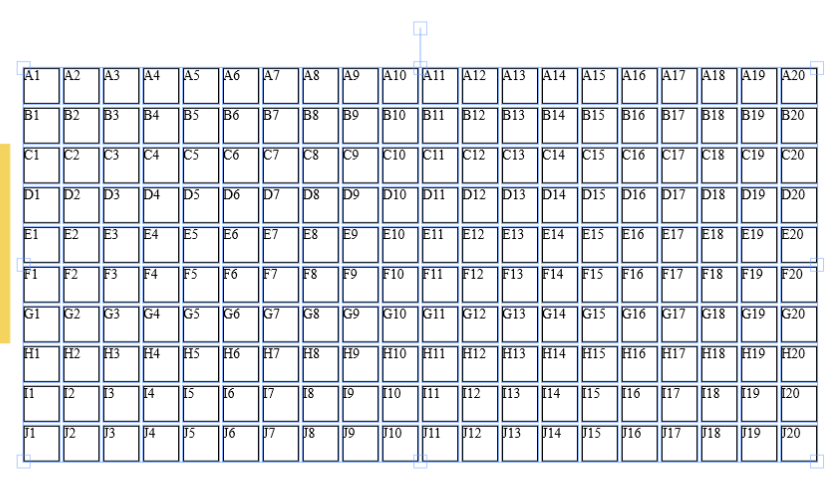 A1 A2 A3 A4 A5 A6 A7 A8 A9 A10 A11 A12 A13 A14 A15 A16 A17 A18 A19 A20
B1 B2 B3 B4 B5 B6 B7 B8 B9 B10 B11 B12 B13 B14 B15 B16 B17 B18 B19 B20
C1 C2 C3 C4 C5 C6 C7 C8 C9 C10 C11 C12 C13 C14 C15 C16 C17 C18 C19 C20
D1 D2 D3 D4 D5 D6 D7 D8 D9 D10 D11 D12 D13 D14 D15 D16 D17 D18 D19 D20
E1 E2 E3 E4 E5 E6 E7 E8 E9 E10 E11 E12 E13 E14 E15 E16 E17 E18 E19 E20
F1 F2 F3 F4 F5 F6 F7 F8 F9 F10 F11 F12 F13 F14 F15 F16 F17 F18 F19 F20
G1 G2 G3 G4 G5 G6 G7 G8 G9 G10 G11 G12 G13 G14 G15 G16 G17 G18 G19 G20
H1 H2 H3 H4 H5 H6 H7 H8 H9 H10 H11 H12 H13 H14 H15 H16 H17 H18 H19 H20
I1 I2 I3 I4 I5 I6 I7 I8 I9 I10 I11 I12 I13 I14 I15 I16 I17 I18 I19 I20
J1 J2 J3 J4 J5 J6 J7 J8 J9 J10 J11 J12 J13 J14 J15 J16 J17 J18 J19 J20